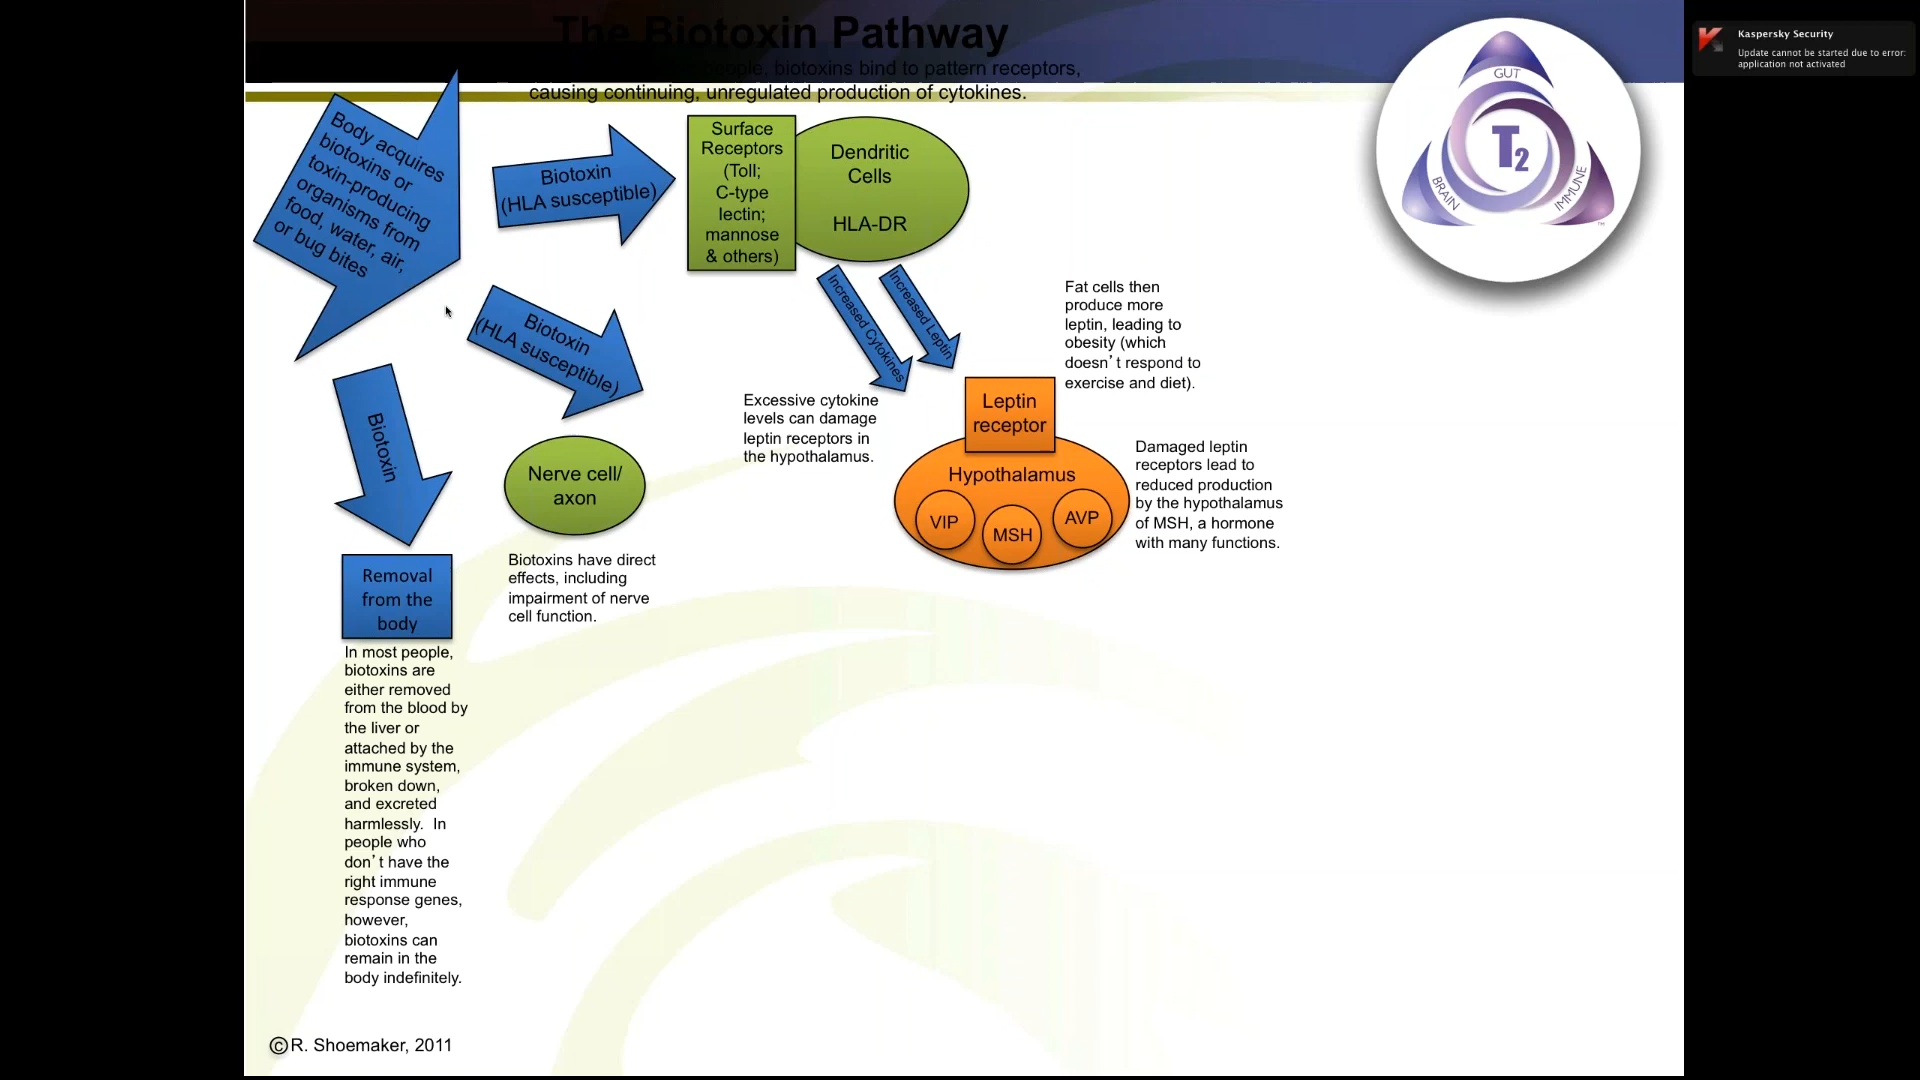 The Biotoxin Pathway
people, biotoxins bind to pattern receptors,
causing continuing, unregulated production of cytokines.
Kaspersky Security
Update cannot be started due to error:
application not activated
GUT
BRAIN
IMMUNE
T2
TM
Body acquires
biotoxins or
toxin-producing
organisms from
food, water, air,
or bug bites
Biotoxin
(HLA susceptible)
Surface
Receptors
(Toll;
C-type
lectin;
mannose
& others)
Dendritic
Cells
HLA-DR
Increased Cytokines
Increased Leptin
Fat cells then
produce more
leptin, leading to
obesity (which
doesn’t respond to
exercise and diet).
Biotoxin
(HLA susceptible)
Biotoxin
Excessive cytokine
levels can damage
leptin receptors in
the hypothalamus.
Leptin
receptor
Hypothalamus
VIP
MSH
AVP
Damaged leptin
receptors lead to
reduced production
by the hypothalamus
of MSH, a hormone
with many functions.
Nerve cell/
axon
Biotoxins have direct
effects, including
impairment of nerve
cell function.
Removal
from the
body
In most people,
biotoxins are
either removed
from the blood by
the liver or
attached by the
immune system,
broken down,
and excreted
harmlessly. In
people who
don’t have the
right immune
response genes,
however,
biotoxins can
remain in the
body indefinitely.
©R. Shoemaker, 2011